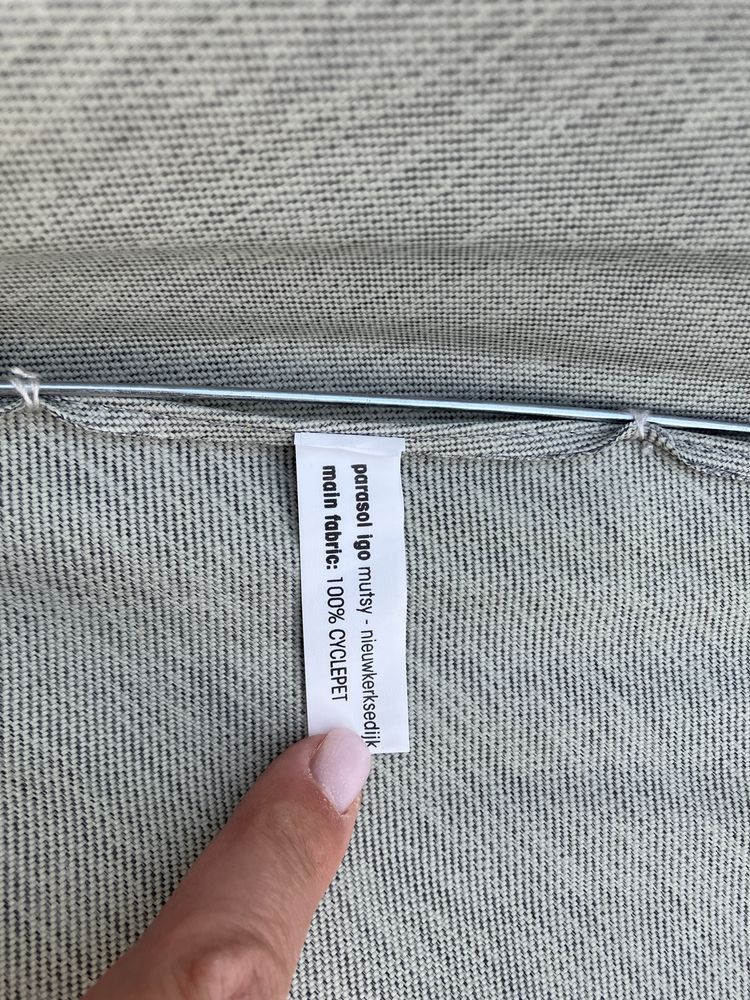 parasol igo mutsy - nieuwkerksedijk
main fabric: 100% CYCLEPET